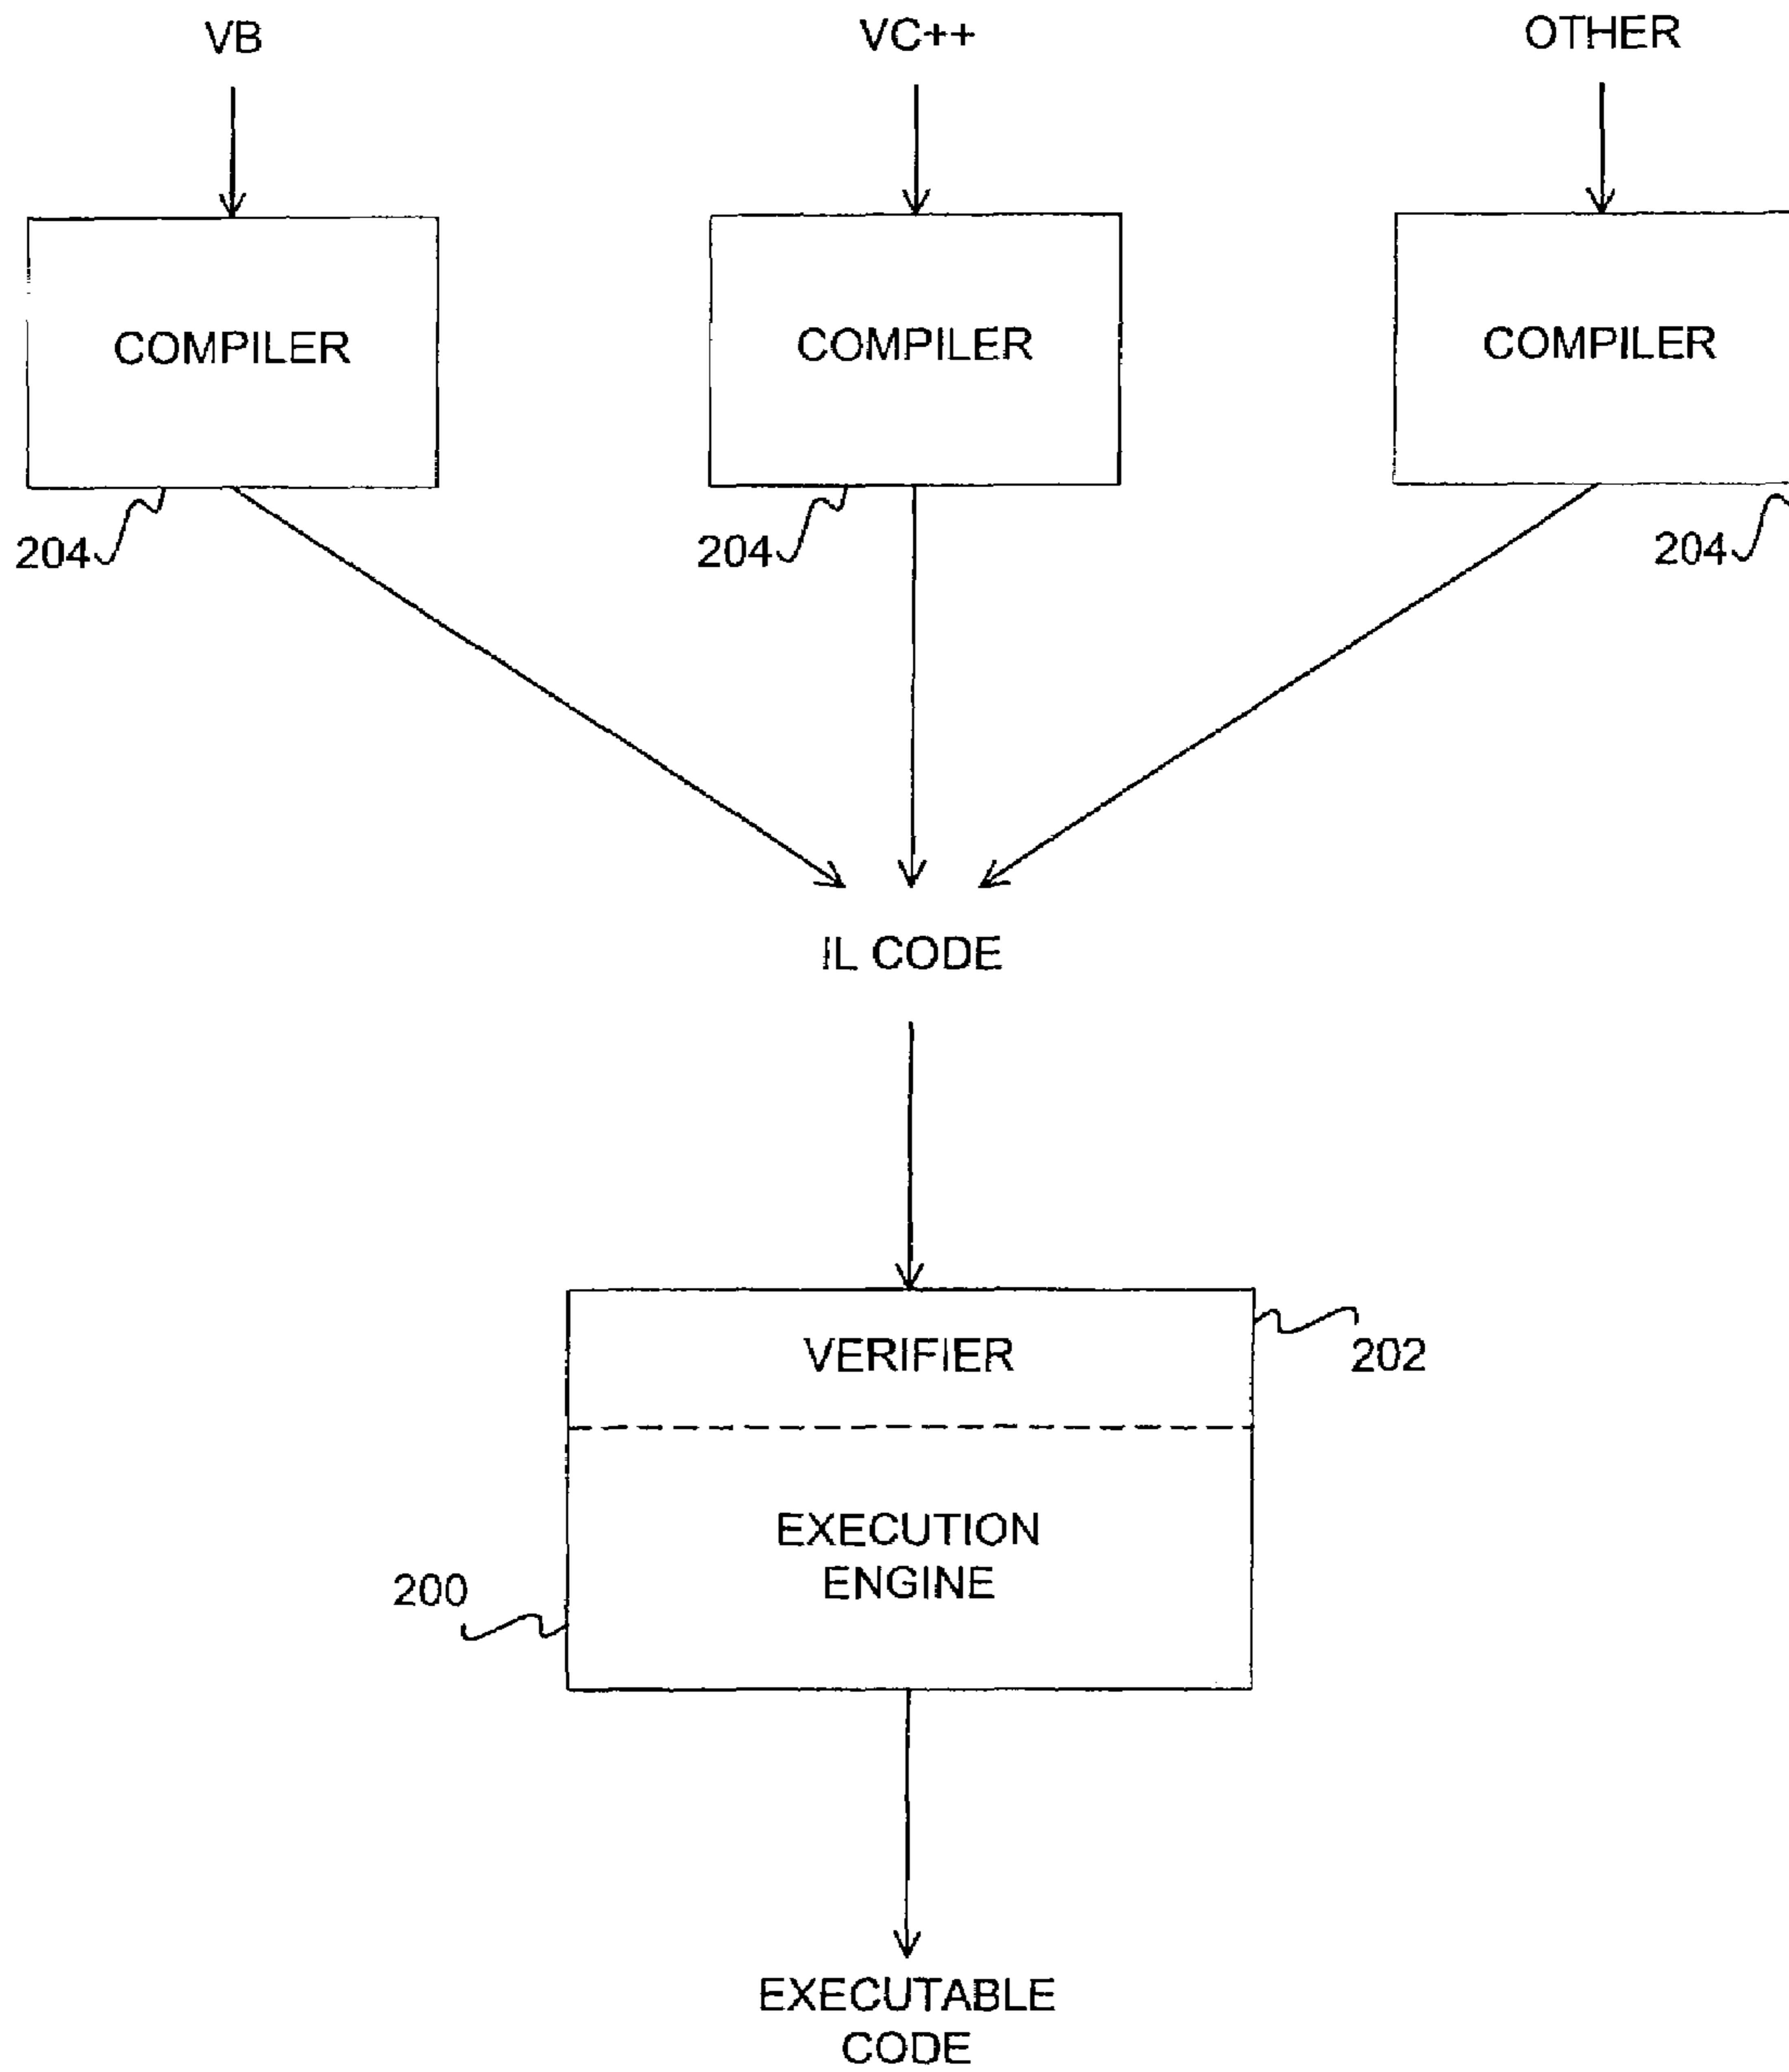 VB
VC++
OTHER
COMPILER
COMPILER
COMPILER
204
204
204
IL CODE
VERIFIER
202
EXECUTION
ENGINE
200
EXECUTABLE
CODE